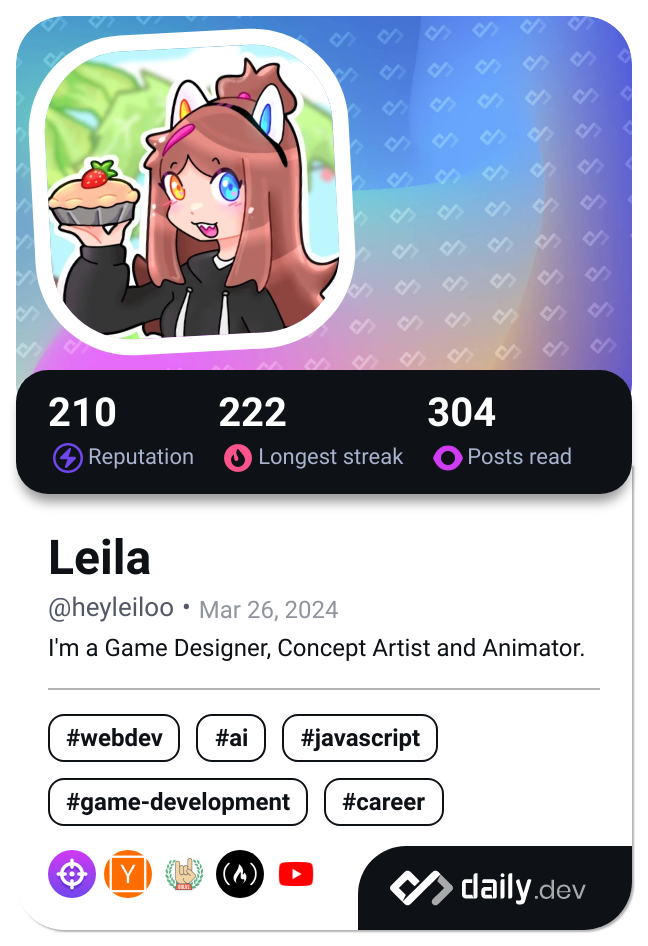 210 222 304
Reputation Longest streak Posts read
Leila
@heyleiloo • Mar 26, 2024
I'm a Game Designer, Concept Artist and Animator.
#webdev #ai #javascript
#game-development #career
Y
daily.dev